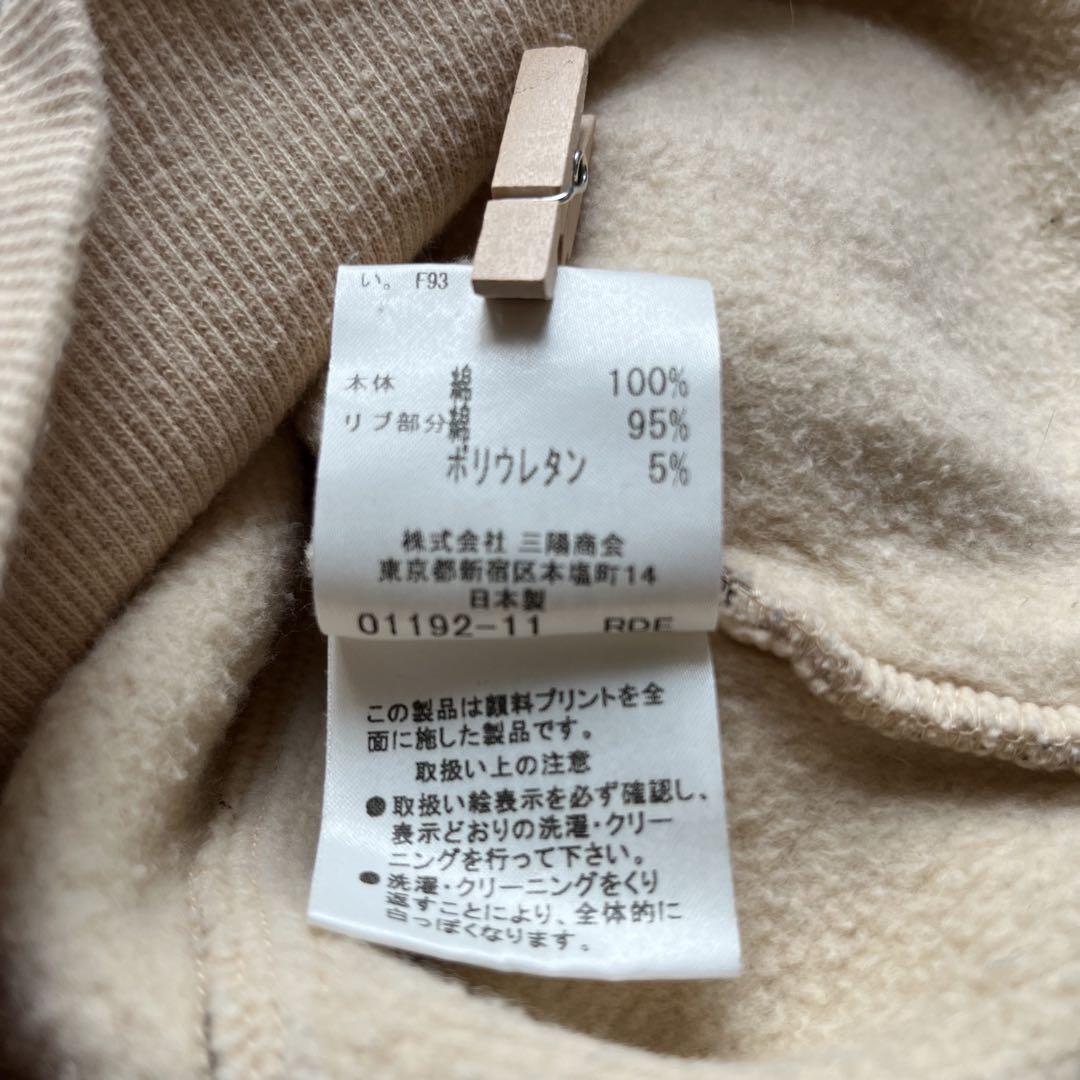 い。 F93
本体 綿 100%
リブ部分綿 95%
ポリウレタン 5%
株式会社 三陽商会
東京都新宿区本塩町14
日本製
01192-11 RDE
この製品は顔料プリントを全
面に施した製品です。
取扱い上の注意
●取扱い絵表示を必ず確認し、
表示どおりの洗濯・クリー
ニングを行って下さい。
●洗濯・クリーニングをくり
返すことにより、全体的に
白っぽくなります。